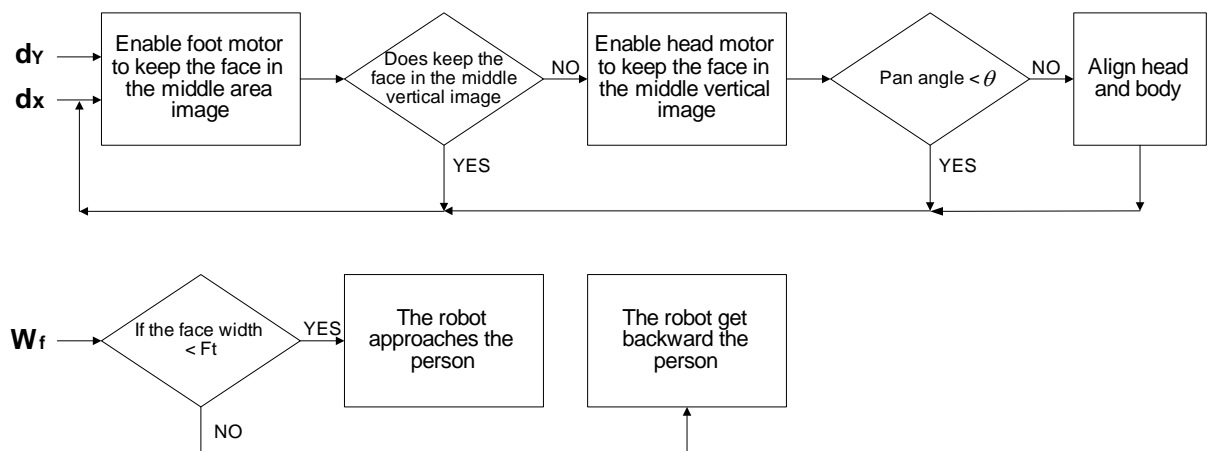 dY
dx
Enable foot motor
to keep the face in
the middle area
image
Does keep the
face in the middle
vertical image
NO
YES
Enable head motor
to keep the face in
the middle vertical
image
Pan angle < θ
NO
YES
Align head
and body
Wf
If the face width
< Ft
YES
NO
The robot
approaches the
person
The robot get
backward the
person